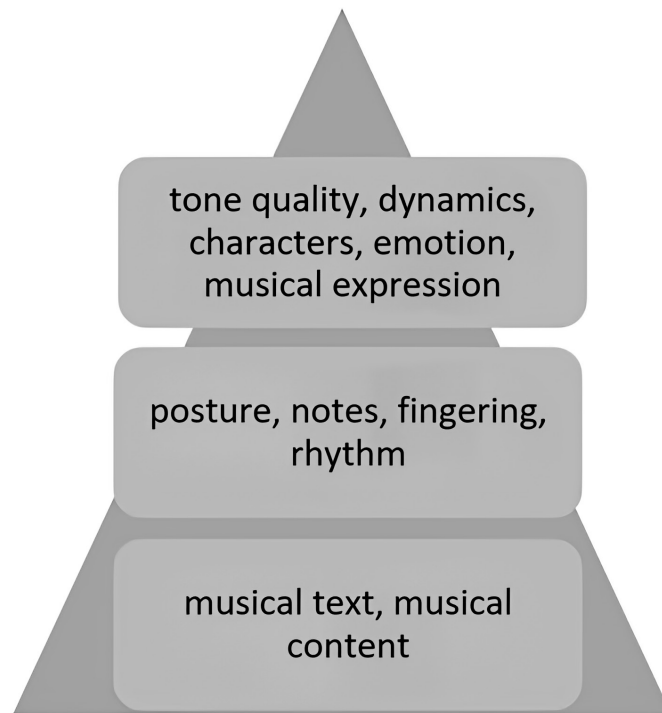 tone quality, dynamics,
characters, emotion,
musical expression
posture, notes, fingering,
rhythm
musical text, musical
content